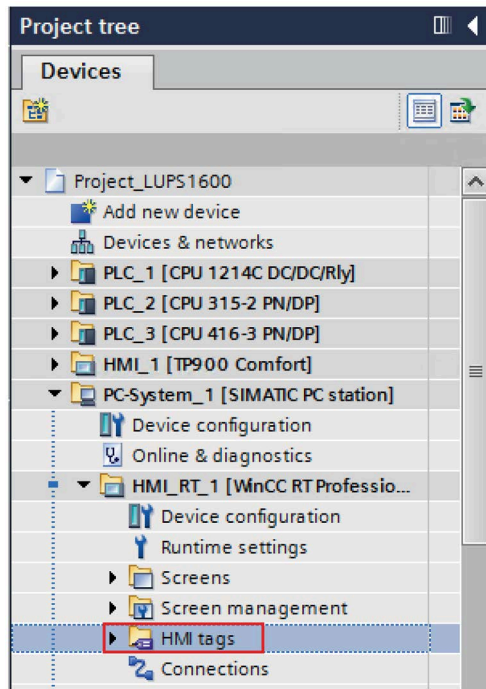 Project tree
Devices
Project_LUPS1600
Add new device
Devices & networks
PLC_1 [CPU 1214C DC/DC/Rly]
PLC_2 [CPU 315-2 PN/DP]
PLC_3 [CPU 416-3 PN/DP]
HMI_1 [TP900 Comfort]
PC-System_1 [SIMATIC PC station]
Device configuration
Online & diagnostics
HMI_RT_1 [WinCC RT Professio...
Device configuration
Runtime settings
Screens
Screen management
HMI tags
Connections